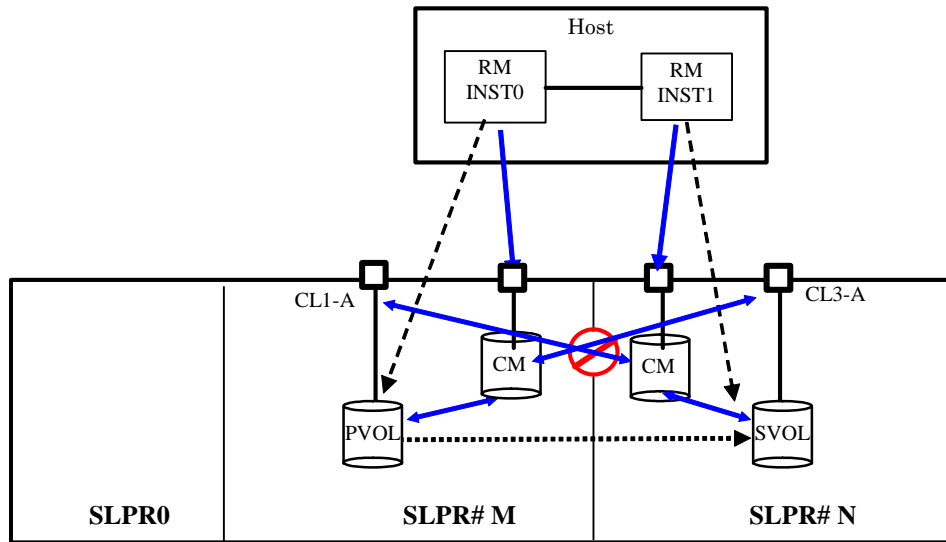 Host
RM
INST0
RM
INST1
CL1-A
CL3-A
CM
CM
PVOL
SVOL
SLPR0
SLPR# M
SLPR# N